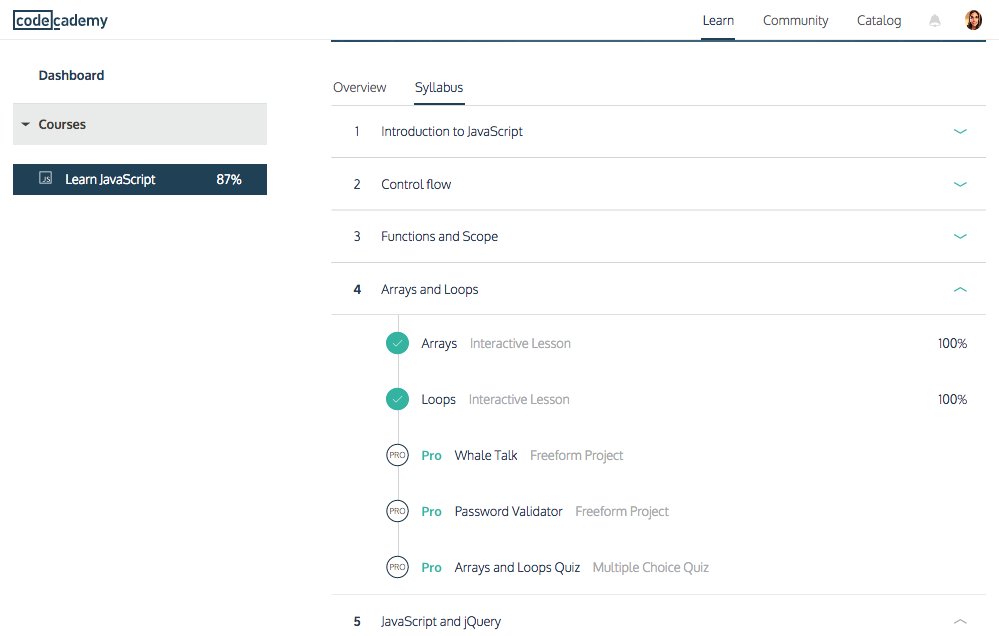 codecademy
Learn Community Catalog
Dashboard
Courses
JS Learn JavaScript 87%
Overview Syllabus
1 Introduction to JavaScript
2 Control flow
3 Functions and Scope
4 Arrays and Loops
Arrays Interactive Lesson 100%
Loops Interactive Lesson 100%
PRO Pro Whale Talk Freeform Project
PRO Pro Password Validator Freeform Project
PRO Pro Arrays and Loops Quiz Multiple Choice Quiz
5 JavaScript and jQuery